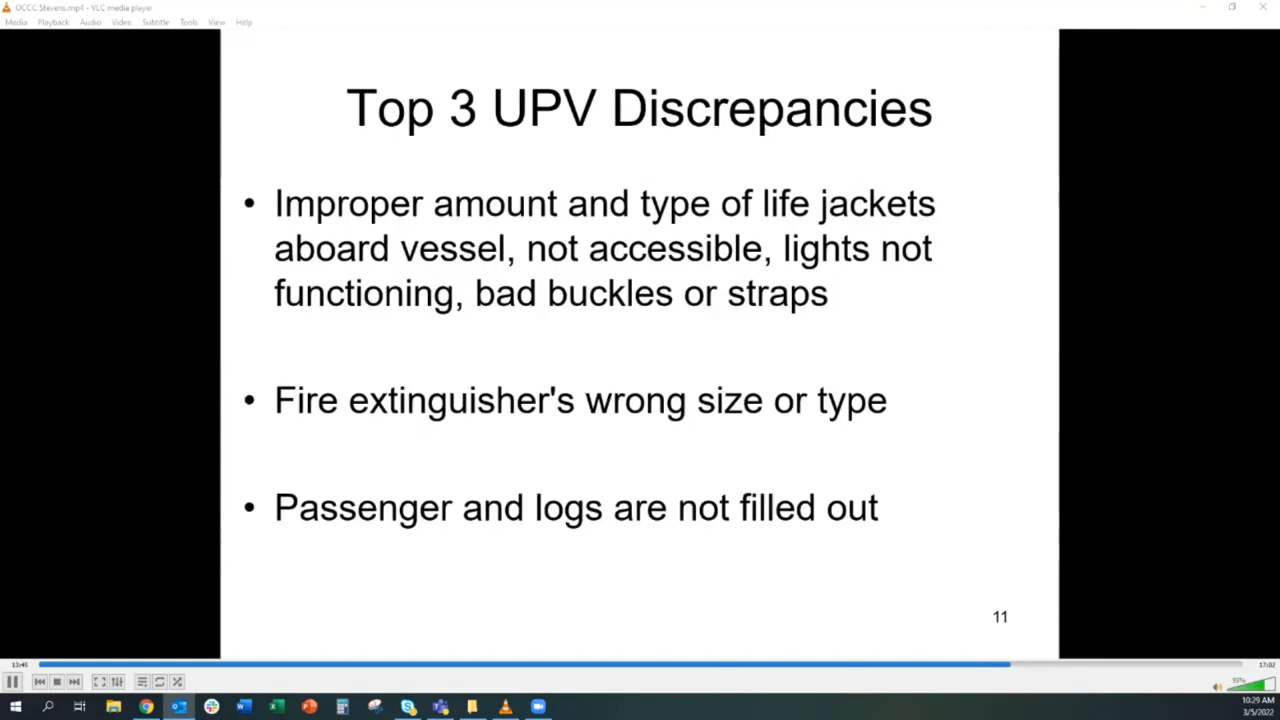 OCCC Stevens.mp4 - VLC media player
Media Playback Audio Video Subtitle Tools View Help
Top 3 UPV Discrepancies
• Improper amount and type of life jackets
aboard vessel, not accessible, lights not
functioning, bad buckles or straps
• Fire extinguisher's wrong size or type
• Passenger and logs are not filled out
11
13:45
17:02
93%
10:29 AM
3/5/2022